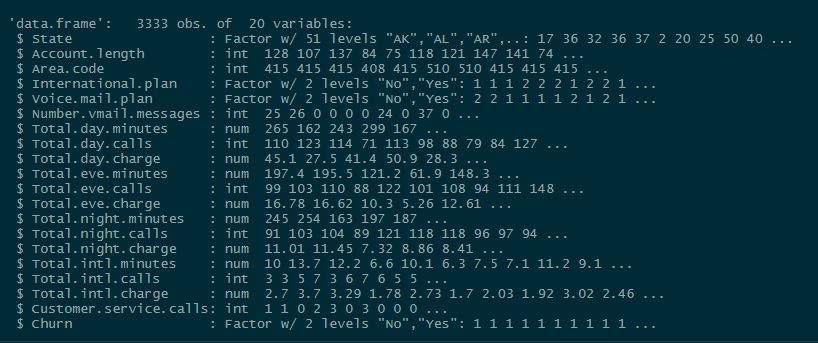 'data.frame':   3333 obs. of  20 variables:
 $ State                 : Factor w/ 51 levels "AK","AL","AR",..: 17 36 32 36 37 2 20 25 50 40 ...
 $ Account.length        : int  128 107 137 84 75 118 121 147 141 74 ...
 $ Area.code             : int  415 415 415 408 415 510 510 415 415 415 ...
 $ International.plan    : Factor w/ 2 levels "No","Yes": 1 1 1 2 2 2 1 2 2 1 ...
 $ Voice.mail.plan       : Factor w/ 2 levels "No","Yes": 2 2 1 1 1 1 2 1 2 1 ...
 $ Number.vmail.messages : int  25 26 0 0 0 0 24 0 37 0 ...
 $ Total.day.minutes     : num  265 162 243 299 167 ...
 $ Total.day.calls       : int  110 123 114 71 113 98 88 79 84 127 ...
 $ Total.day.charge      : num  45.1 27.5 41.4 50.9 28.3 ...
 $ Total.eve.minutes     : num  197.4 195.5 121.2 61.9 148.3 ...
 $ Total.eve.calls       : int  99 103 110 88 122 101 108 94 111 148 ...
 $ Total.eve.charge      : num  16.78 16.62 10.3 5.26 12.61 ...
 $ Total.night.minutes   : num  245 254 163 197 187 ...
 $ Total.night.calls     : int  91 103 104 89 121 118 118 96 97 94 ...
 $ Total.night.charge    : num  11.01 11.45 7.32 8.86 8.41 ...
 $ Total.intl.minutes    : num  10 13.7 12.2 6.6 10.1 6.3 7.5 7.1 11.2 9.1 ...
 $ Total.intl.calls      : int  3 3 5 7 3 6 7 6 5 5 ...
 $ Total.intl.charge     : num  2.7 3.7 3.29 1.78 2.73 1.7 2.03 1.92 3.02 2.46 ...
 $ Customer.service.calls: int  1 1 0 2 3 0 3 0 0 0 ...
 $ Churn                 : Factor w/ 2 levels "No","Yes": 1 1 1 1 1 1 1 1 1 1 ...